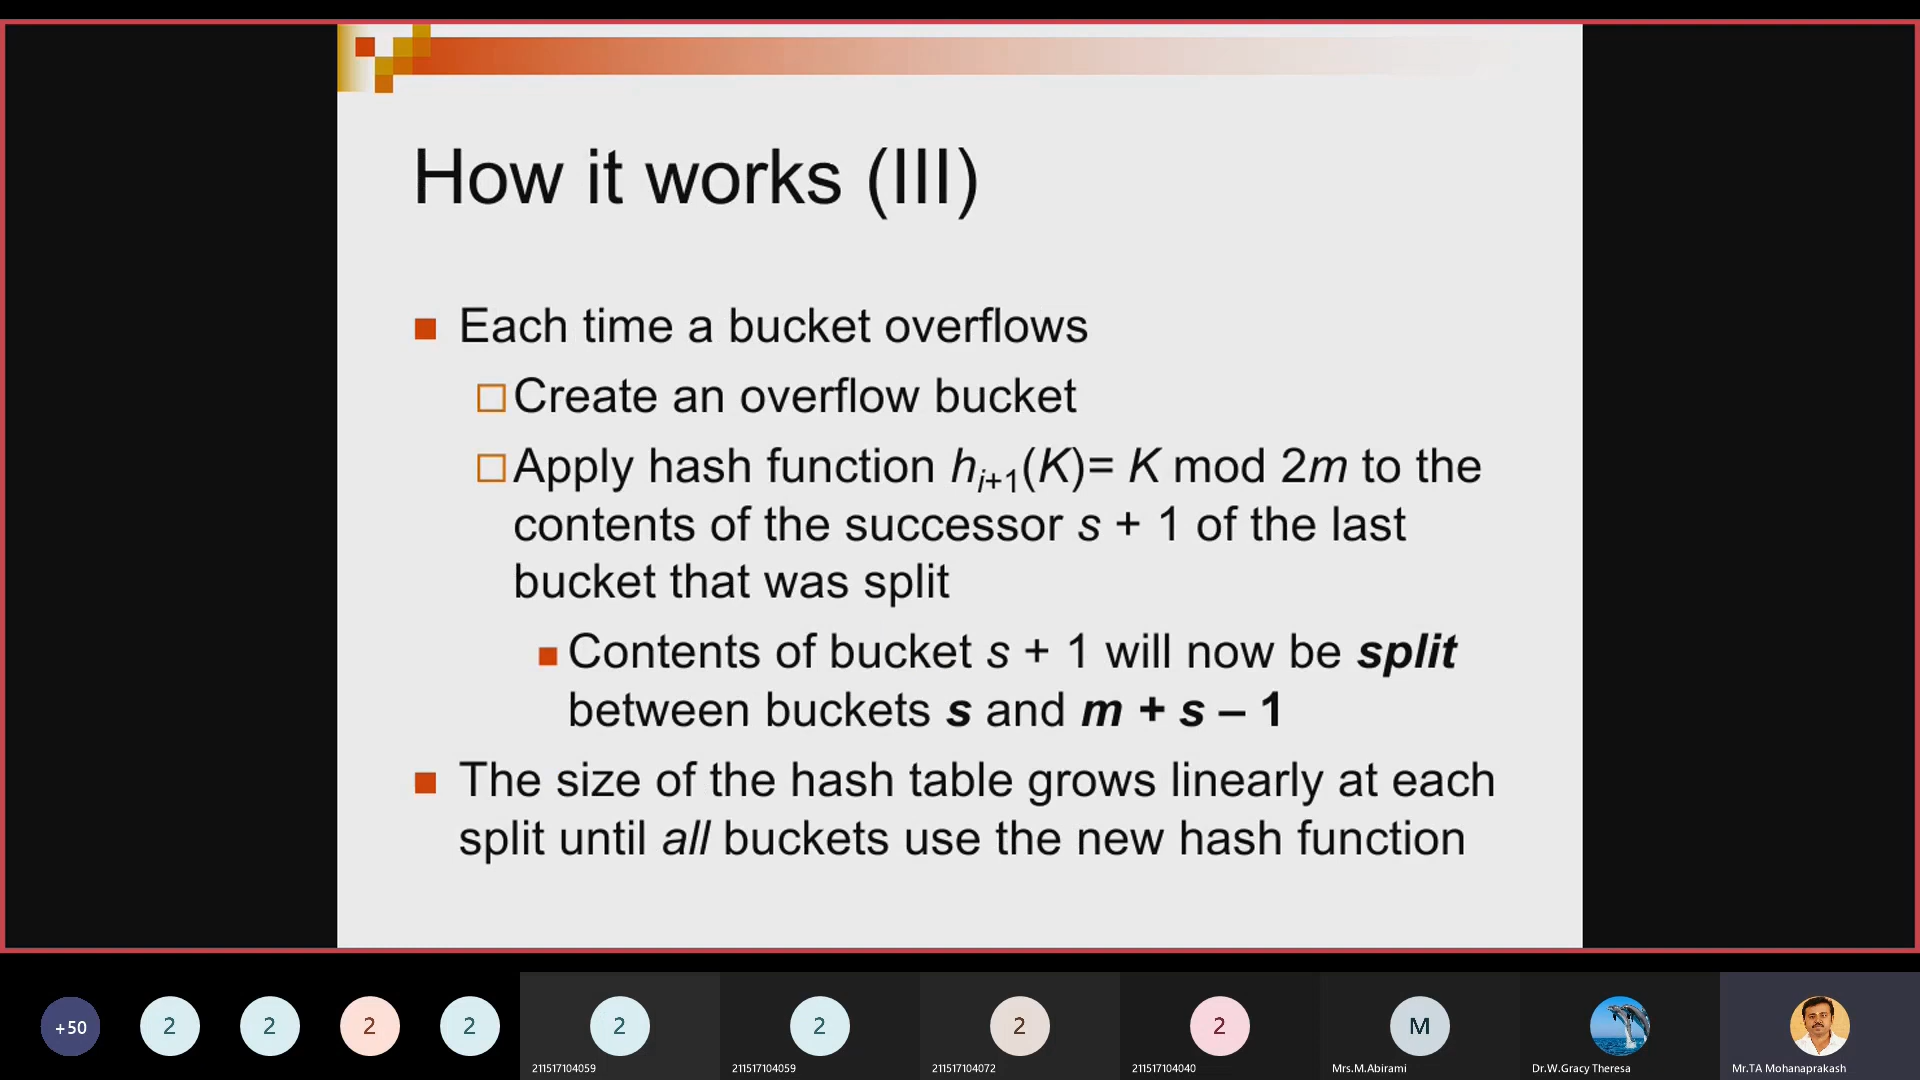 How it works (III)
Each time a bucket overflows
Create an overflow bucket
Apply hash function hi+1(K)= K mod 2m to the
contents of the successor s + 1 of the last
bucket that was split
Contents of bucket s + 1 will now be split
between buckets s and m + s – 1
The size of the hash table grows linearly at each
split until all buckets use the new hash function
+50
2
2
2
2
2
2
2
2
M
211517104059
211517104059
211517104072
211517104040
Mrs.M.Abirami
Dr.W.Gracy Theresa
Mr.TA Mohanaprakash